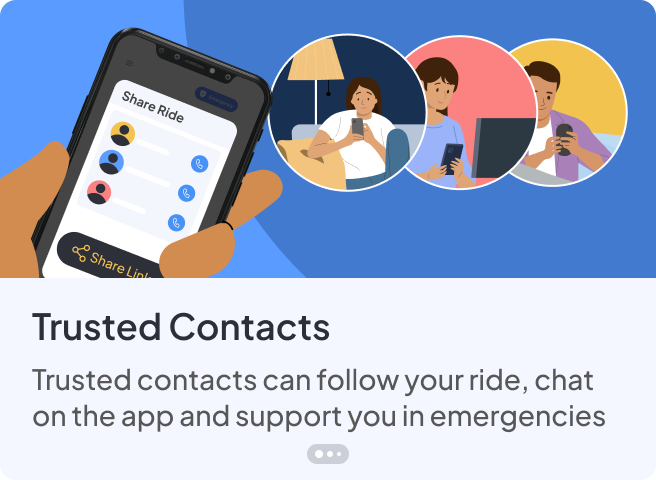 Emergency
Share Ride
Share Link
Trusted Contacts
Trusted contacts can follow your ride, chat
on the app and support you in emergencies